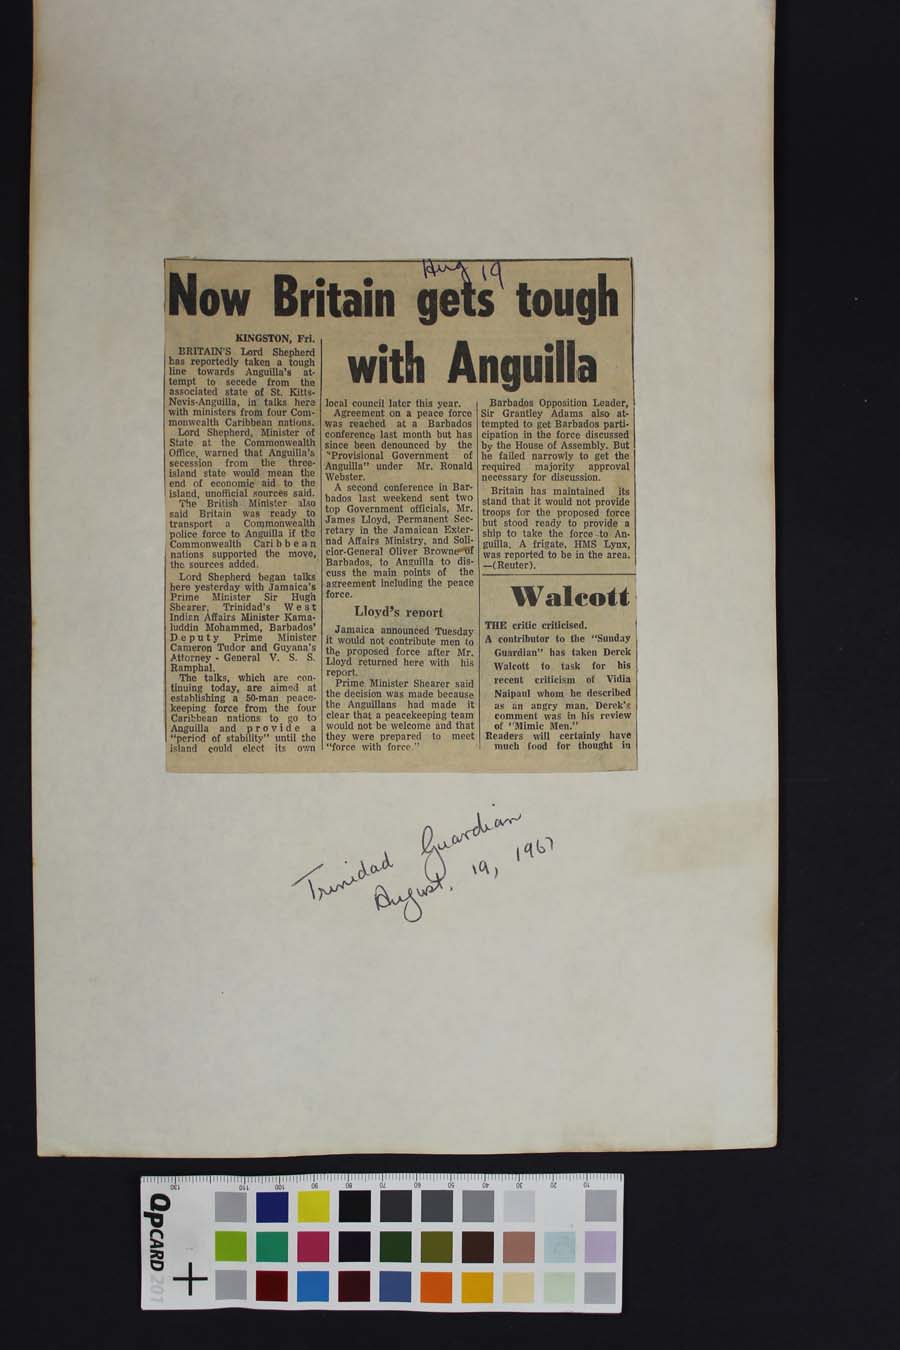 Aug 19
Now Britain gets tough
with Anguilla
KINGSTON, Fri.
BRITAIN'S Lord Shepherd
has reportedly taken a tough
line towards Anguilla's at-
tempt to secede from the
associated state of St. Kitts-
Nevis-Anguilla, in talks here
with ministers from four Com-
monwealth Caribbean nations.
Lord Shepherd, Minister of
State at the Commonwealth
Office, warned that Anguilla's
secession from the three-
island state would mean the
end of economic aid to the
island, unofficial sources said.
The British Minister also
said Britain was ready to
transport a Commonwealth
police force to Anguilla if the
Commonwealth Caribbean
nations supported the move,
the sources added.
Lord Shepherd began talks
here yesterday with Jamaica's
Prime Minister Sir Hugh
Shearer, Trinidad's West
Indian Affairs Minister Kama-
luddin Mohammed, Barbados'
Deputy Prime Minister
Cameron Tudor and Guyana's
Attorney - General V. S. S.
Ramphal.
The talks, which are con-
tinuing today, are aimed at
establishing a 50-man peace-
keeping force from the four
Caribbean nations to go to
Anguilla and provide a
"period of stability" until the
island could elect its own
local council later this year.
Agreement on a peace force
was reached at a Barbados
conference last month but has
since been denounced by the
"Provisional Government of
Anguilla" under Mr. Ronald
Webster.
A second conference in Bar-
bados last weekend sent two
top Government officials, Mr.
James Lloyd, Permanent Sec-
retary in the Jamaican Exter-
nad Affairs Ministry, and Soli-
cior-General Oliver Browne of
Barbados, to Anguilla to dis-
cuss the main points of the
agreement including the peace
force.
Lloyd's report
Jamaica announced Tuesday
it would not contribute men to
the proposed force after Mr.
Lloyd returned here with his
report.
Prime Minister Shearer said
the decision was made because
the Anguillans had made it
clear that a peacekeeping team
would not be welcome and that
they were prepared to meet
"force with force."
Barbados Opposition Leader,
Sir Grantley Adams also at-
tempted to get Barbados parti-
cipation in the force discussed
by the House of Assembly. But
he failed narrowly to get the
required majority approval
necessary for discussion.
Britain has maintained its
stand that it would not provide
troops for the proposed force
but stood ready to provide a
ship to take the force to An-
guilla. A frigate, HMS Lynx,
was reported to be in the area.
—(Reuter).
Walcott
THE critic criticised.
A contributor to the "Sunday
Guardian" has taken Derek
Walcott to task for his
recent criticism of Vidia
Naipaul whom he described
as an angry man. Derek's
comment was in his review
of "Mimic Men."
Readers will certainly have
much food for thought in
Trinidad Guardian
August, 19, 1967
130 110 100 90 80 70 60 50 40 30 20 10
QPCARD 201